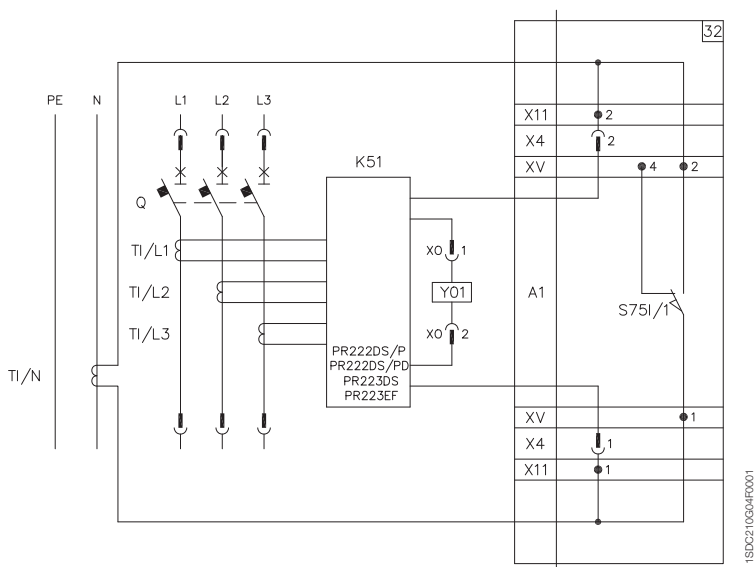 32
PE N L1 L2 L3
X11 2
X4 2
K51
XV 4 2
Q
TI/L1
X0 1
TI/L2
Y01
A1
S75I/1
TI/L3
X0 2
PR222DS/P
PR222DS/PD
TI/N
PR223DS
PR223EF
XV 1
X4 1
X11 1
1SDC210G04F0001